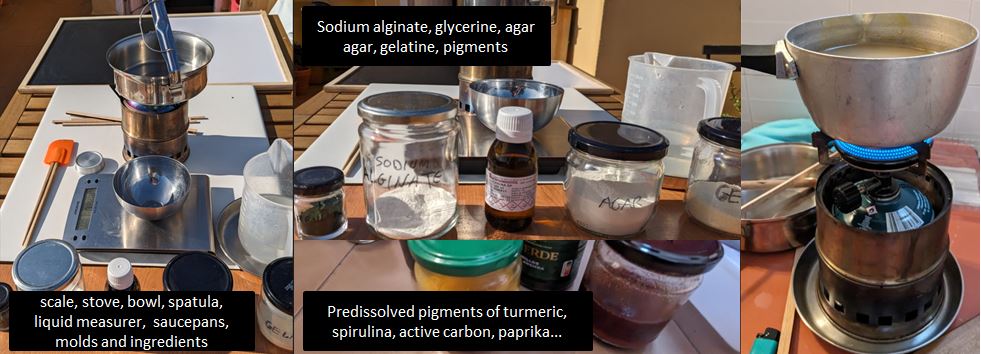 Sodium alginate, glycerine, agar
agar, gelatine, pigments
SODIUM
ALGINATE
AGAR
GE
scale, stove, bowl, spatula,
liquid measurer, saucepans,
molds and ingredients
Predissolved pigments of turmeric,
spirulina, active carbon, paprika...